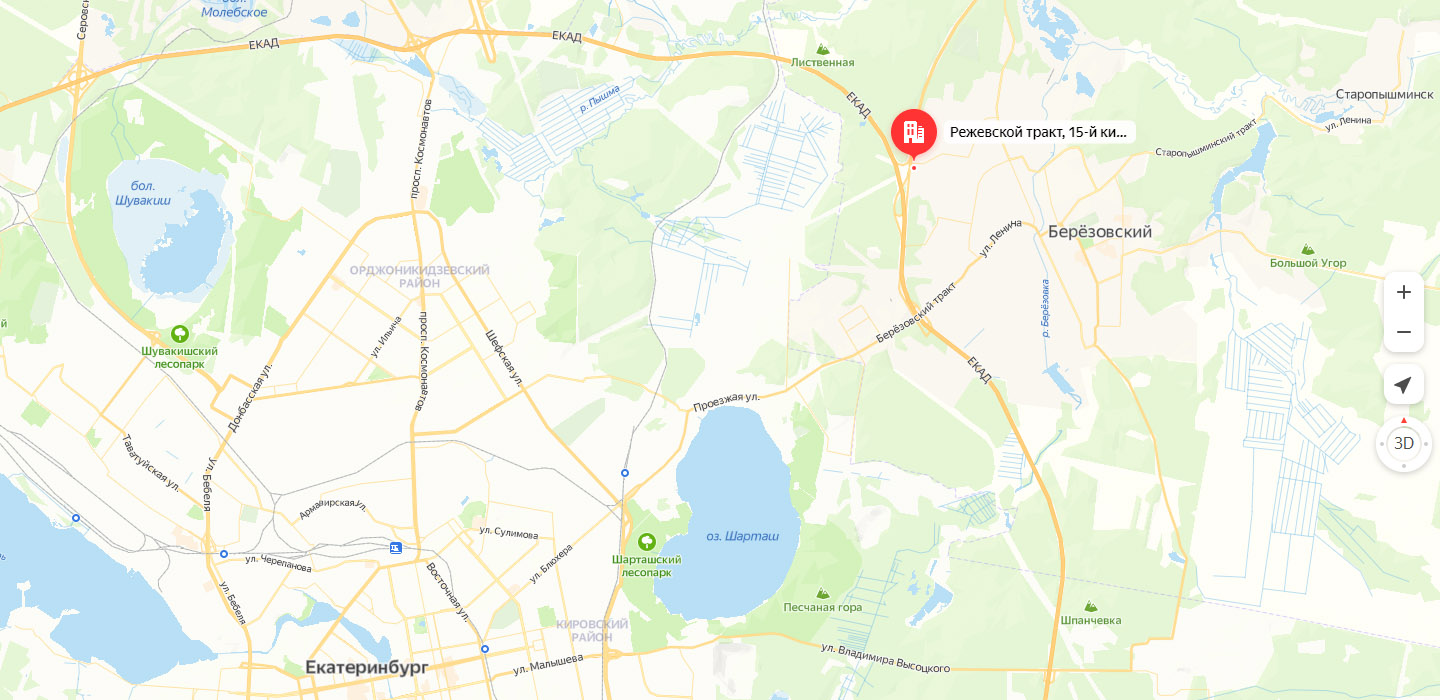 бол.
Молебское
Серовс
ЕКАД
ЕКАД
Лиственная
ЕКАД
Старопышминск
р. Пышма
просп. Космонавтов
Режевской тракт, 15-й ки...
ул. Ленина
Старопышминский тракт
бол.
Шувакиш
Берёзовский
ул. Ленина
Большой Угор
ОРДЖОНИКИДЗЕВСКИЙ
РАЙОН
р. Берёзовка
Берёзовский тракт
просп. Космонавтов
ул. Ильича
Шефская ул.
й
Шувакишский
лесопарк
ЕКАД
Донбасская ул.
Проезжая ул.
3D
Таватуйская ул.
ул. Бебеля
Армавирская ул.
ул. Сулимова
оз. Шарташ
ул. Черепанова
ул. Блюхера
Шарташский
лесопарк
ул. Бебеля
Восточная ул.
Песчаная гора
Шпанчевка
КИРОВСКИЙ
РАЙОН
ул. Владимира Высоцкого
Екатеринбург
ул. Малышева